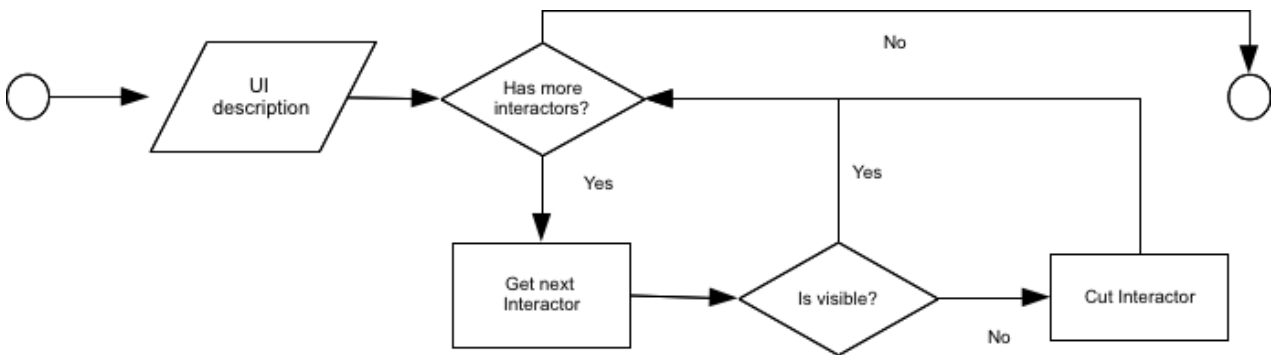 No
UI
description
Has more
interactors?
Yes
Yes
Get next
Interactor
Is visible?
Cut Interactor
No